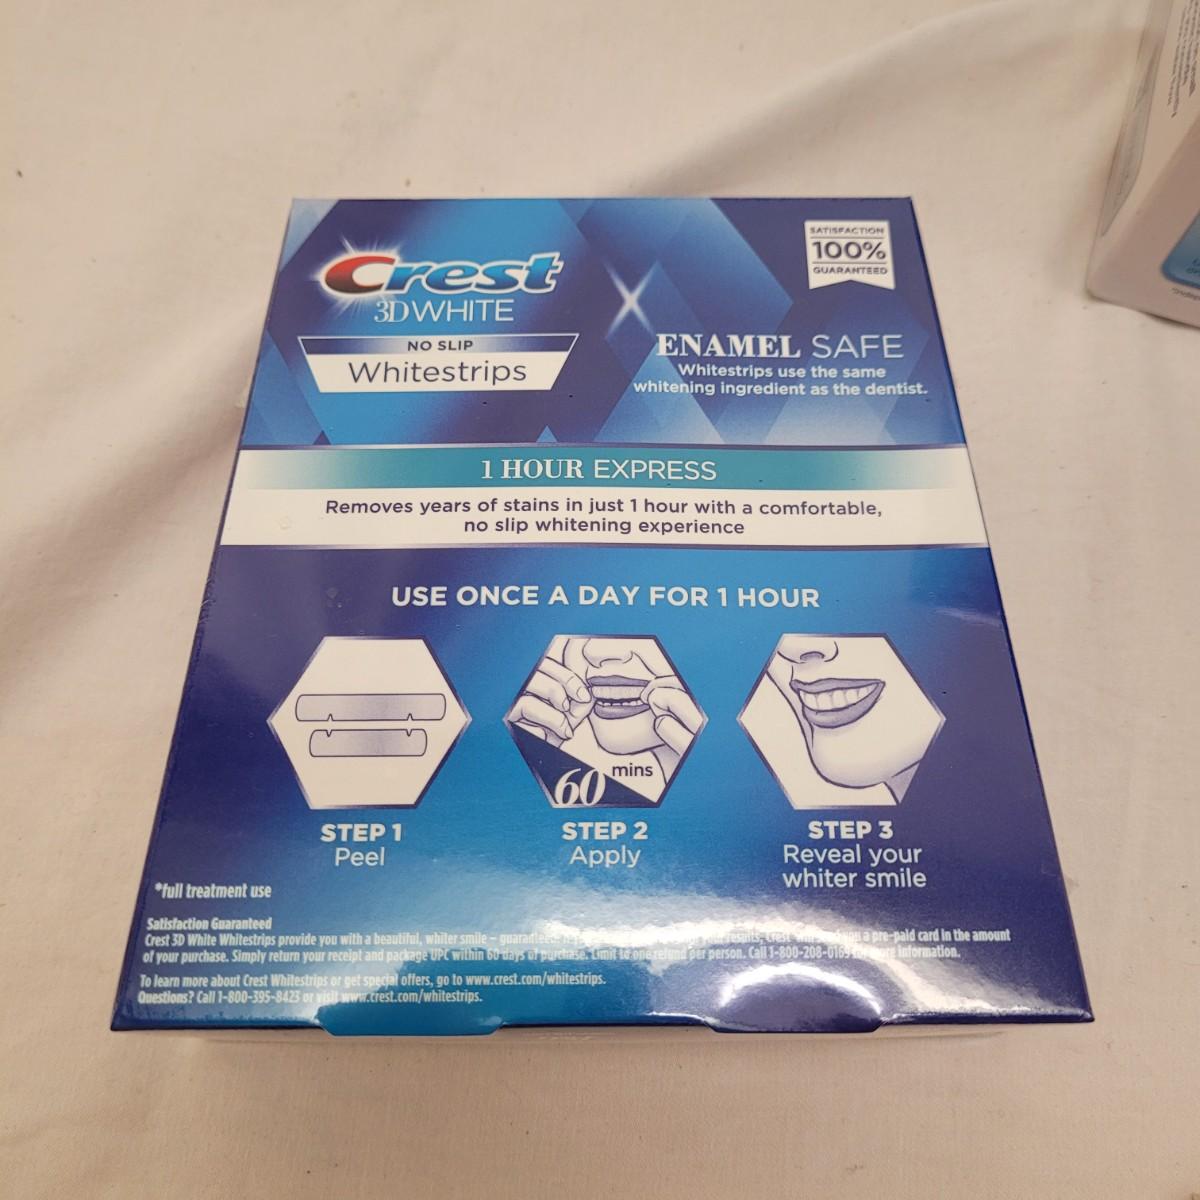 Crest
3D WHITE
NO SLIP
Whitestrips
SATISFACTION
100%
GUARANTEED
ENAMEL SAFE
Whitestrips use the same
whitening ingredient as the dentist.
1 HOUR EXPRESS
Removes years of stains in just 1 hour with a comfortable,
no slip whitening experience
USE ONCE A DAY FOR 1 HOUR
60 mins
STEP 1
Peel
STEP 2
Apply
STEP 3
Reveal your
whiter smile
*full treatment use
Satisfaction Guaranteed
Crest 3D White Whitestrips provide you with a beautiful, whiter smile – guaranteed. results, Crest you a pre-paid card in the amount
of your purchase. Simply return your receipt and package UPC within 60 days of purchase. Limit to one refund per person. Call 1-800-208-0169 for more information.
To learn more about Crest Whitestrips or get special offers, go to www.crest.com/whitestrips.
Questions? Call 1-800-395-8423 or visit www.crest.com/whitestrips.